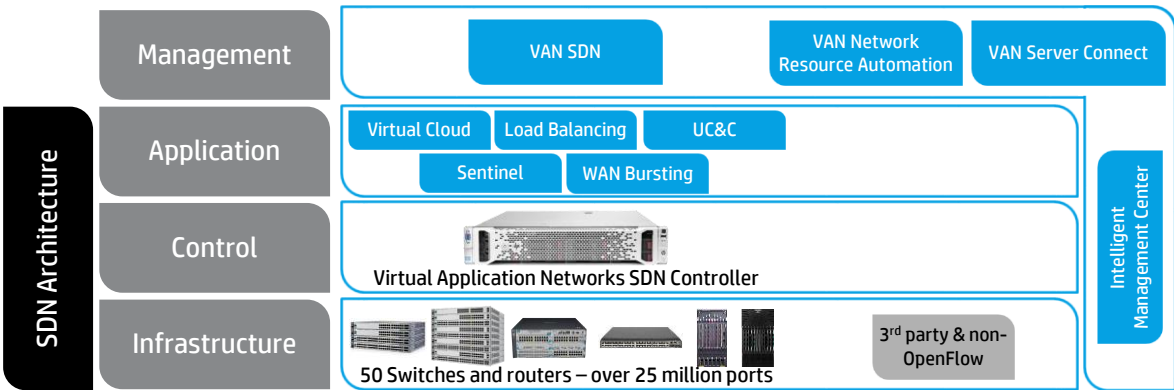 SDN Architecture
Management
VAN SDN
VAN Network
Resource Automation
VAN Server Connect
Application
Virtual Cloud
Load Balancing
UC&C
Sentinel
WAN Bursting
Control
Virtual Application Networks SDN Controller
Infrastructure
50 Switches and routers – over 25 million ports
3rd party & non-
OpenFlow
Intelligent
Management Center